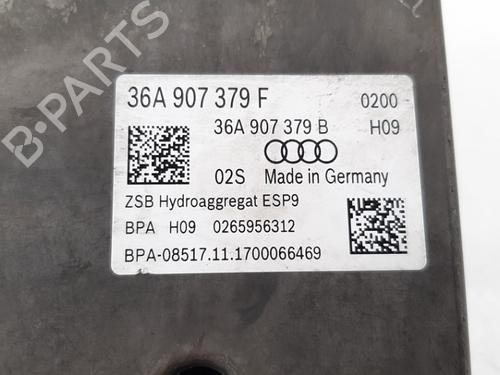 B-PARTS
36A 907 379 F 0200
36A 907 379 B H09
02S Made in Germany
ZSB Hydroaggregat ESP9
BPA H09 0265956312
BPA-08517.11.1700066469